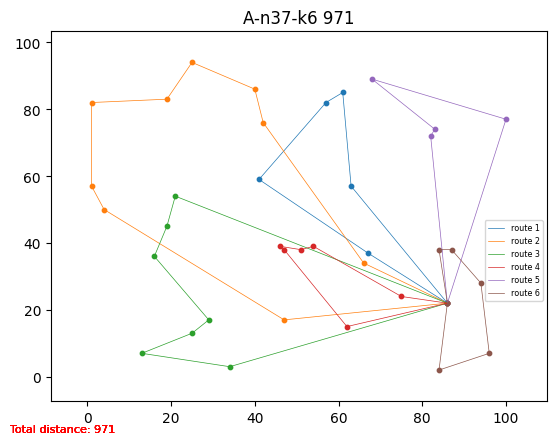 A-n37-k6 971
100
80
60
40
20
0
route 1
route 2
route 3
route 4
route 5
route 6
0 20 40 60 80 100
Total distance: 971